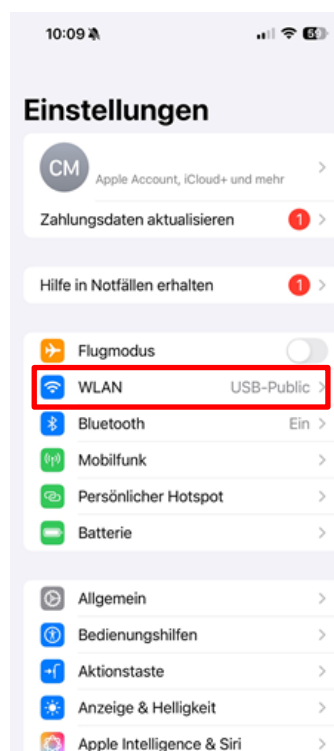 10:09
59
Einstellungen
CM
Apple Account, iCloud+ und mehr
Zahlungsdaten aktualisieren 1
Hilfe in Notfällen erhalten 1
Flugmodus
WLAN USB-Public
Bluetooth Ein
Mobilfunk
Persönlicher Hotspot
Batterie
Allgemein
Bedienungshilfen
Aktionstaste
Anzeige & Helligkeit
Apple Intelligence & Siri